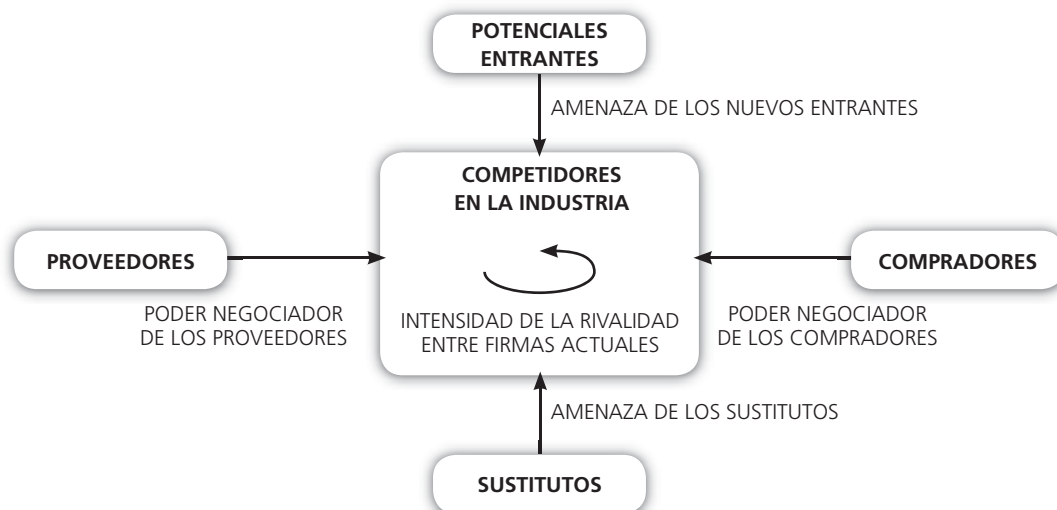 POTENCIALES
ENTRANTES
AMENAZA DE LOS NUEVOS ENTRANTES
COMPETIDORES
EN LA INDUSTRIA
PROVEEDORES
COMPRADORES
PODER NEGOCIADOR
DE LOS PROVEEDORES
INTENSIDAD DE LA RIVALIDAD
ENTRE FIRMAS ACTUALES
PODER NEGOCIADOR
DE LOS COMPRADORES
AMENAZA DE LOS SUSTITUTOS
SUSTITUTOS